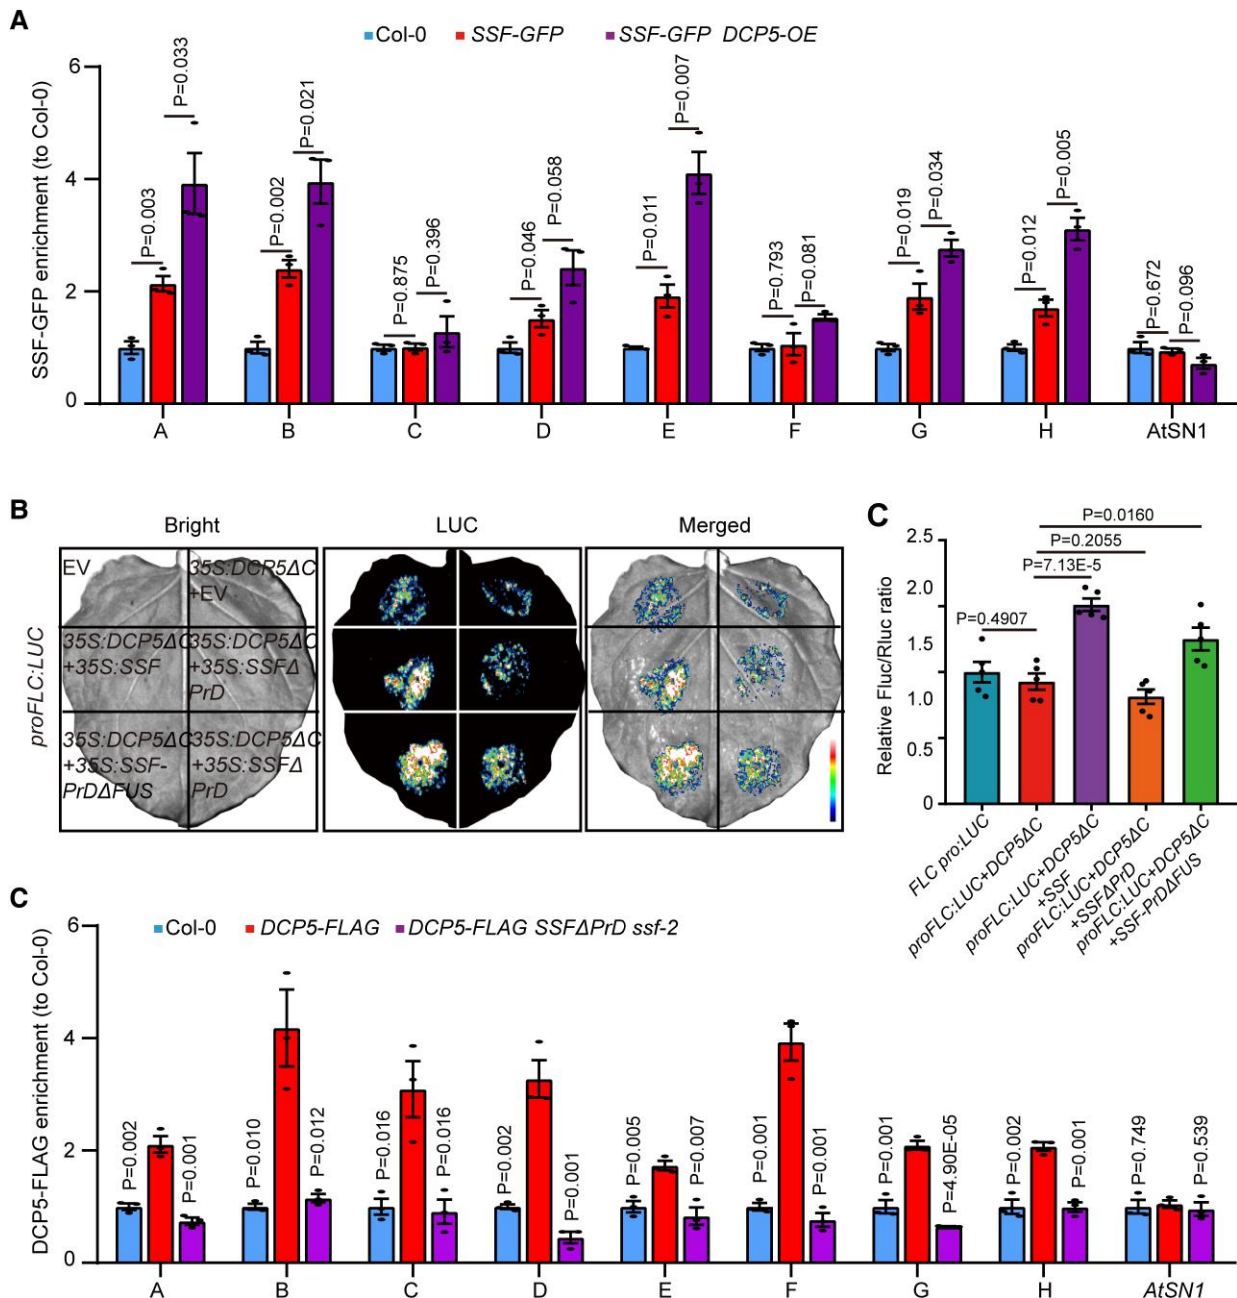 A
Col-0 SSF-GFP SSF-GFP DCP5-OE
SSF-GFP enrichment (to Col-0)
6
4
2
0
P=0.003
P=0.033
P=0.002
P=0.021
P=0.875
P=0.396
P=0.046
P=0.058
P=0.011
P=0.007
P=0.793
P=0.081
P=0.019
P=0.034
P=0.012
P=0.005
P=0.672
P=0.096
A B C D E F G H AtSN1
B
Bright LUC Merged
proFLC:LUC
EV
35S:DCP5ΔC
+EV
35S:DCP5ΔC
+35S:SSF
35S:DCP5ΔC
+35S:SSFΔ
PrD
35S:DCP5ΔC
+35S:SSF-
PrDΔFUS
35S:DCP5ΔC
+35S:SSFΔ
PrD
C
Relative Fluc/Rluc ratio
2.5
2.0
1.5
1.0
0.5
0
P=0.0160
P=0.2055
P=7.13E-5
P=0.4907
FLC pro:LUC
proFLC:LUC+DCP5ΔC
proFLC:LUC+DCP5ΔC
+SSF
proFLC:LUC+DCP5ΔC
+SSFΔPrD
proFLC:LUC+DCP5ΔC
+SSF-PrDΔFUS
C
Col-0 DCP5-FLAG DCP5-FLAG SSFΔPrD ssf-2
DCP5-FLAG enrichment (to Col-0)
6
4
2
0
P=0.002
P=0.001
P=0.010
P=0.012
P=0.016
P=0.016
P=0.002
P=0.001
P=0.005
P=0.007
P=0.001
P=0.001
P=0.001
P=4.90E-05
P=0.002
P=0.001
P=0.749
P=0.539
A B C D E F G H AtSN1